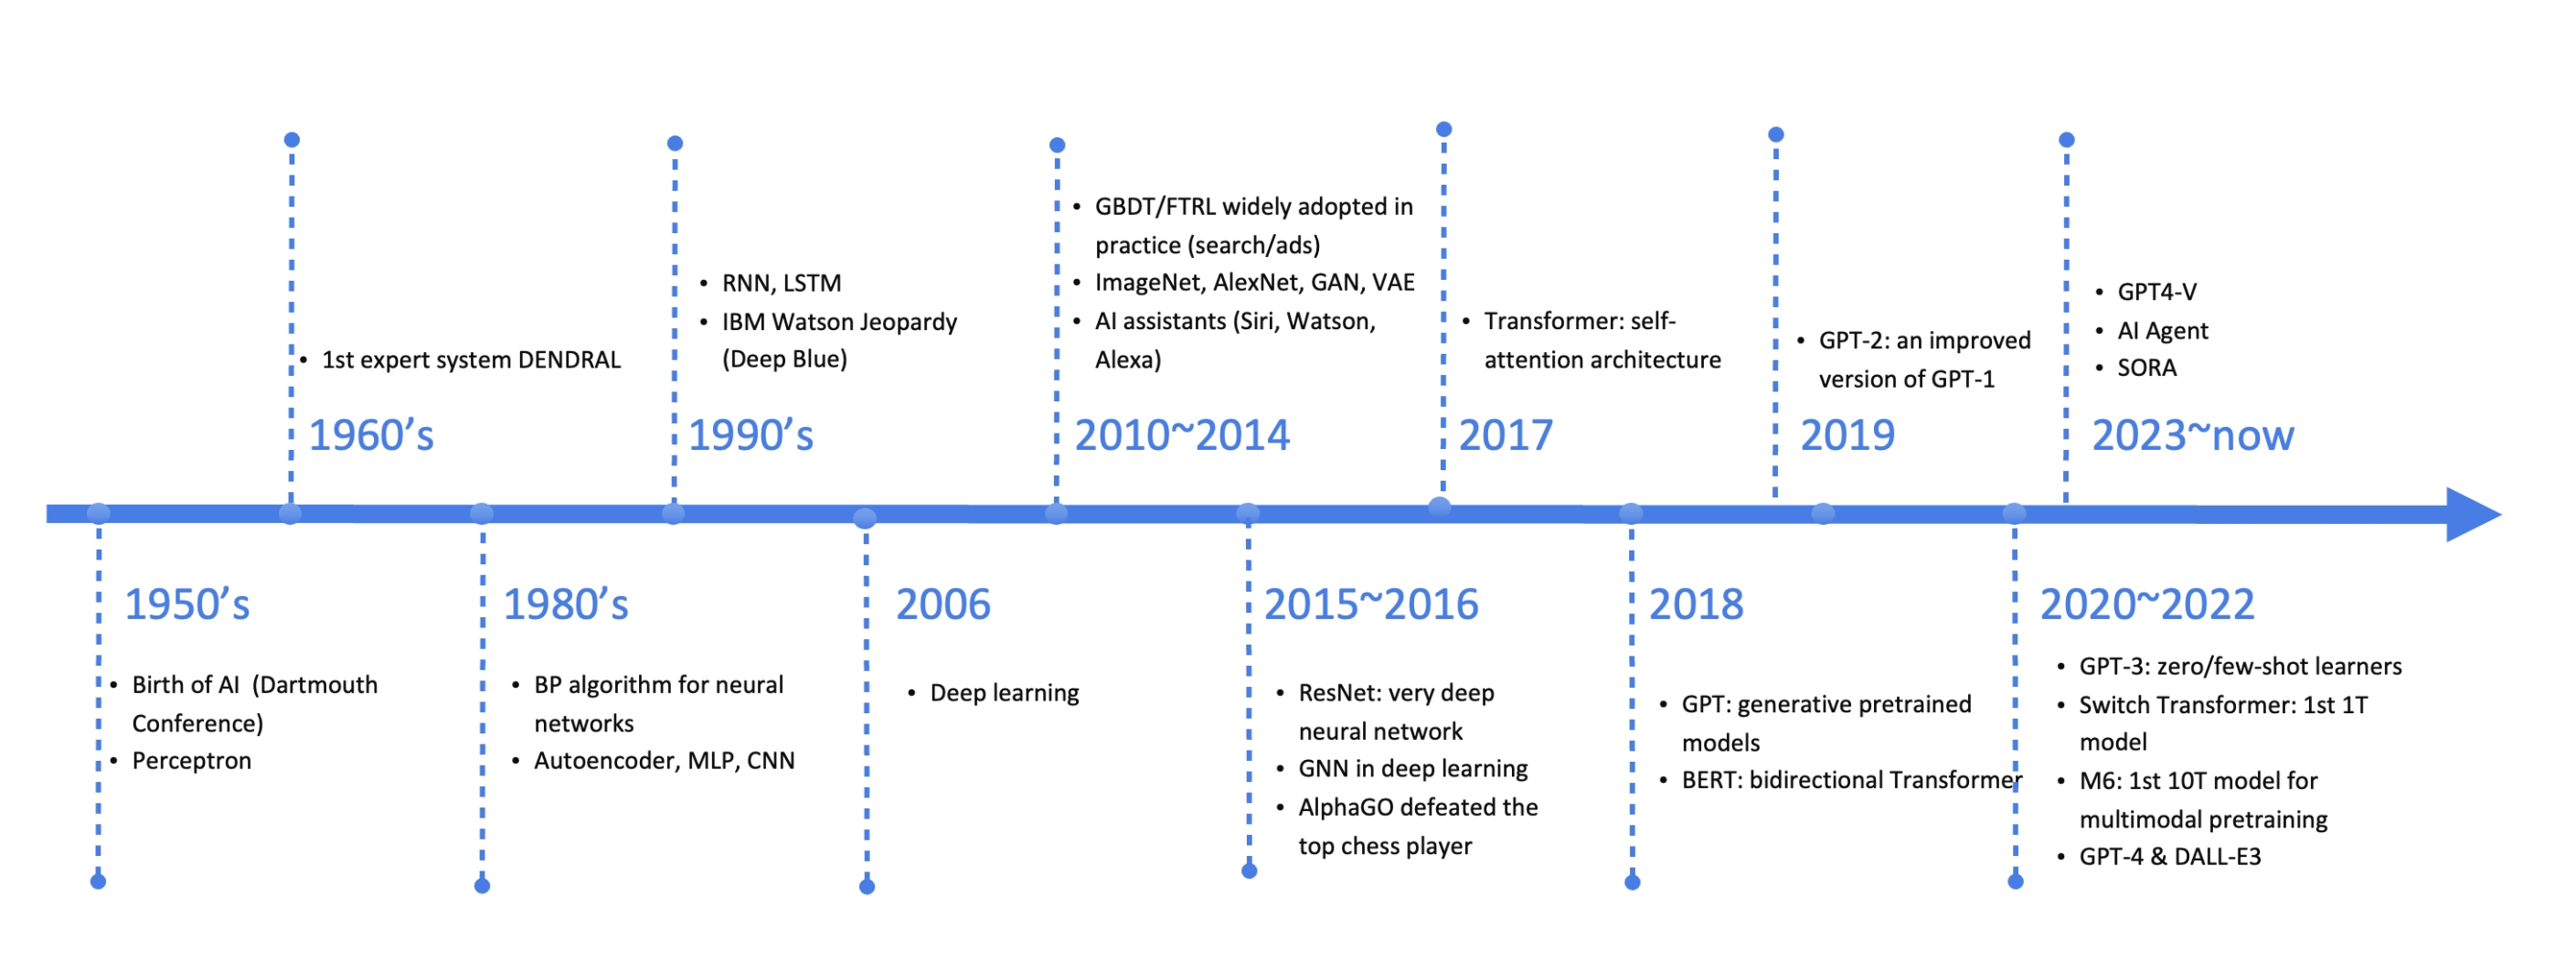 1950's
• Birth of AI (Dartmouth
Conference)
• Perceptron
• 1st expert system DENDRAL
1960's
1980's
• BP algorithm for neural
networks
• Autoencoder, MLP, CNN
• RNN, LSTM
• IBM Watson Jeopardy
(Deep Blue)
1990's
2006
• Deep learning
• GBDT/FTRL widely adopted in
practice (search/ads)
• ImageNet, AlexNet, GAN, VAE
• AI assistants (Siri, Watson,
Alexa)
2010~2014
2015~2016
• ResNet: very deep
neural network
• GNN in deep learning
• AlphaGO defeated the
top chess player
• Transformer: self-
attention architecture
2017
2018
• GPT: generative pretrained
models
• BERT: bidirectional Transformer
• GPT-2: an improved
version of GPT-1
2019
2020~2022
• GPT-3: zero/few-shot learners
• Switch Transformer: 1st 1T
model
• M6: 1st 10T model for
multimodal pretraining
• GPT-4 & DALL-E3
• GPT4-V
• AI Agent
• SORA
2023~now